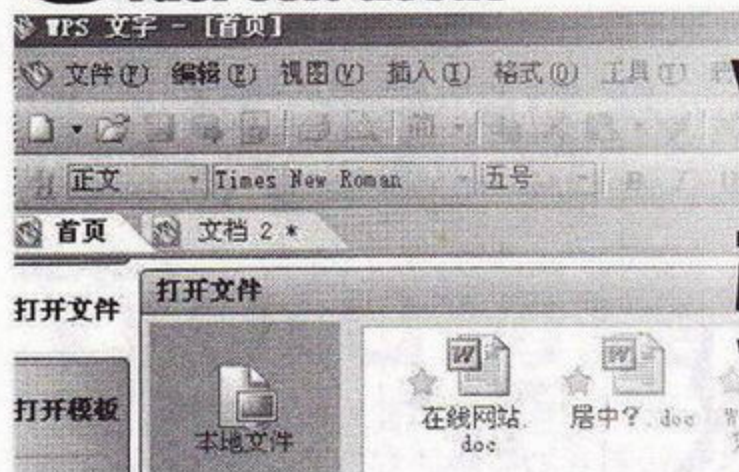 WPS 文字 - [首页]
文件(F) 编辑(E) 视图(V) 插入(I) 格式(O) 工具(T)
正文 Times New Roman 五号 B I U
首页 文档 2 *
打开文件
打开文件
打开模板
本地文件
在线网站.doc
居中?.doc